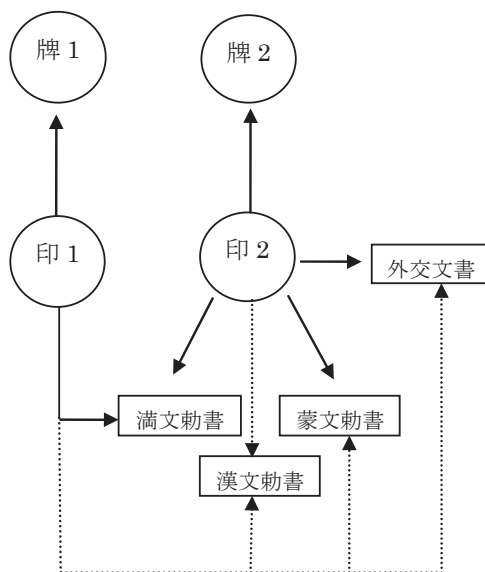 牌 1
牌 2
印 1
印 2
外交文書
満文勅書
蒙文勅書
漢文勅書